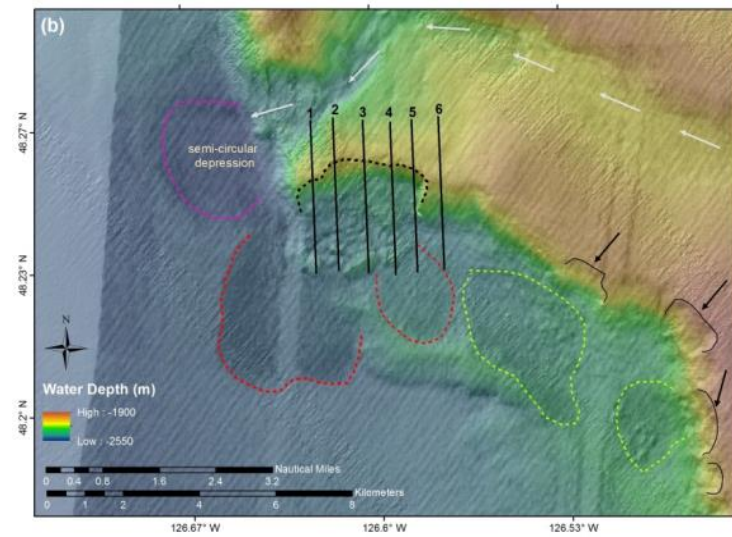 (b)
48.27° N
48.23° N
48.2° N
semi-circular
depression
1 2 3 4 5 6
Water Depth (m)
High : -1900
Low : -2550
Nautical Miles
0 0.4 0.8 1.6 2.4 3.2
Kilometers
0 1 2 4 6 8
126.67° W 126.6° W 126.53° W